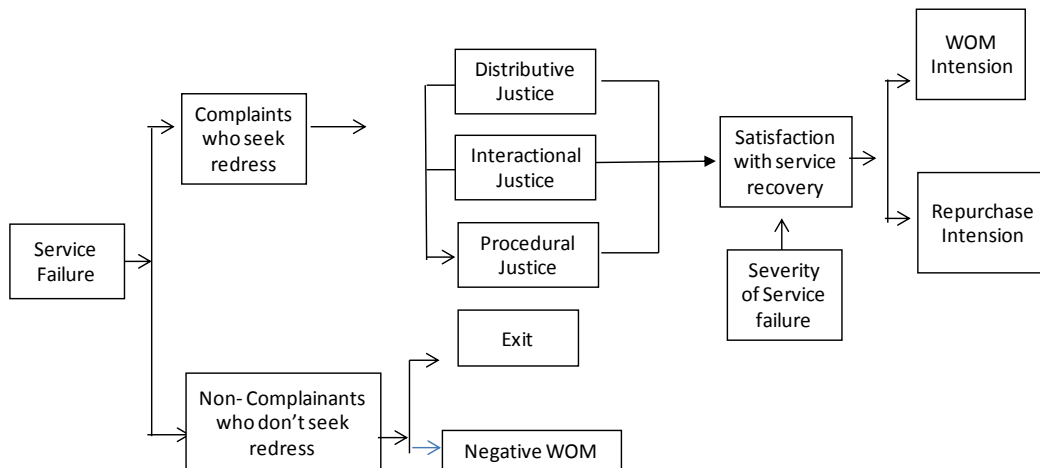 Service
Failure
Complaints
who seek
redress
Non- Complainants
who don't seek
redress
Distributive
Justice
Interactional
Justice
Procedural
Justice
Exit
Negative WOM
Satisfaction
with service
recovery
Severity
of Service
failure
WOM
Intension
Repurchase
Intension